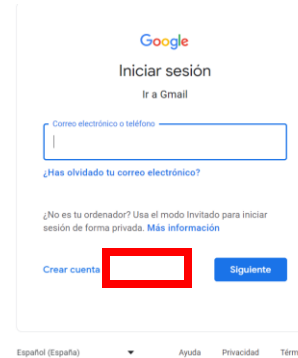 Google
Iniciar sesión
Ir a Gmail
Correo electrónico o teléfono
¿Has olvidado tu correo electrónico?
¿No es tu ordenador? Usa el modo Invitado para iniciar
sesión de forma privada. Más información
Crear cuenta Siguiente
Español (España) Ayuda Privacidad Térm